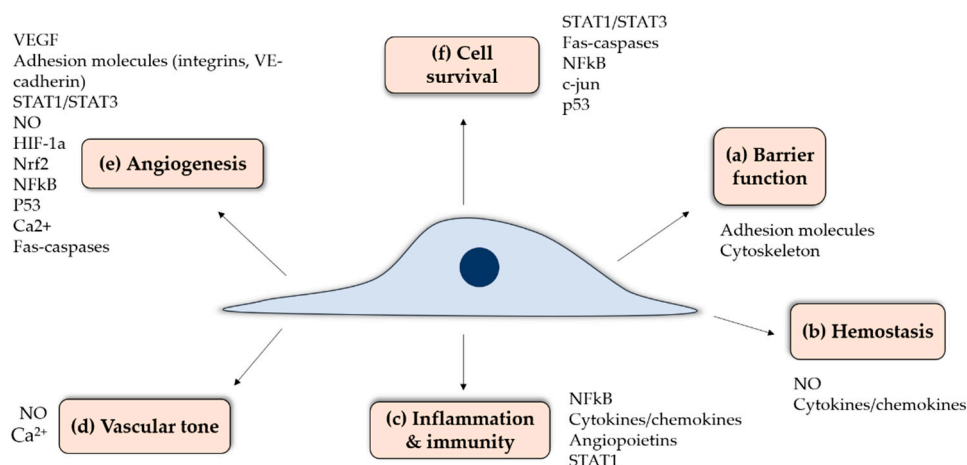 VEGF
Adhesion molecules (integrins, VE-
cadherin)
STAT1/STAT3
NO
HIF-1a
Nrf2
NFkB
P53
Ca2+
Fas-caspases
(e) Angiogenesis
(f) Cell
survival
STAT1/STAT3
Fas-caspases
NFkB
c-jun
p53
(a) Barrier
function
Adhesion molecules
Cytoskeleton
(b) Hemostasis
NO
Cytokines/chemokines
(c) Inflammation
& immunity
NFkB
Cytokines/chemokines
Angiopoietins
STAT1
(d) Vascular tone
NO
Ca²⁺